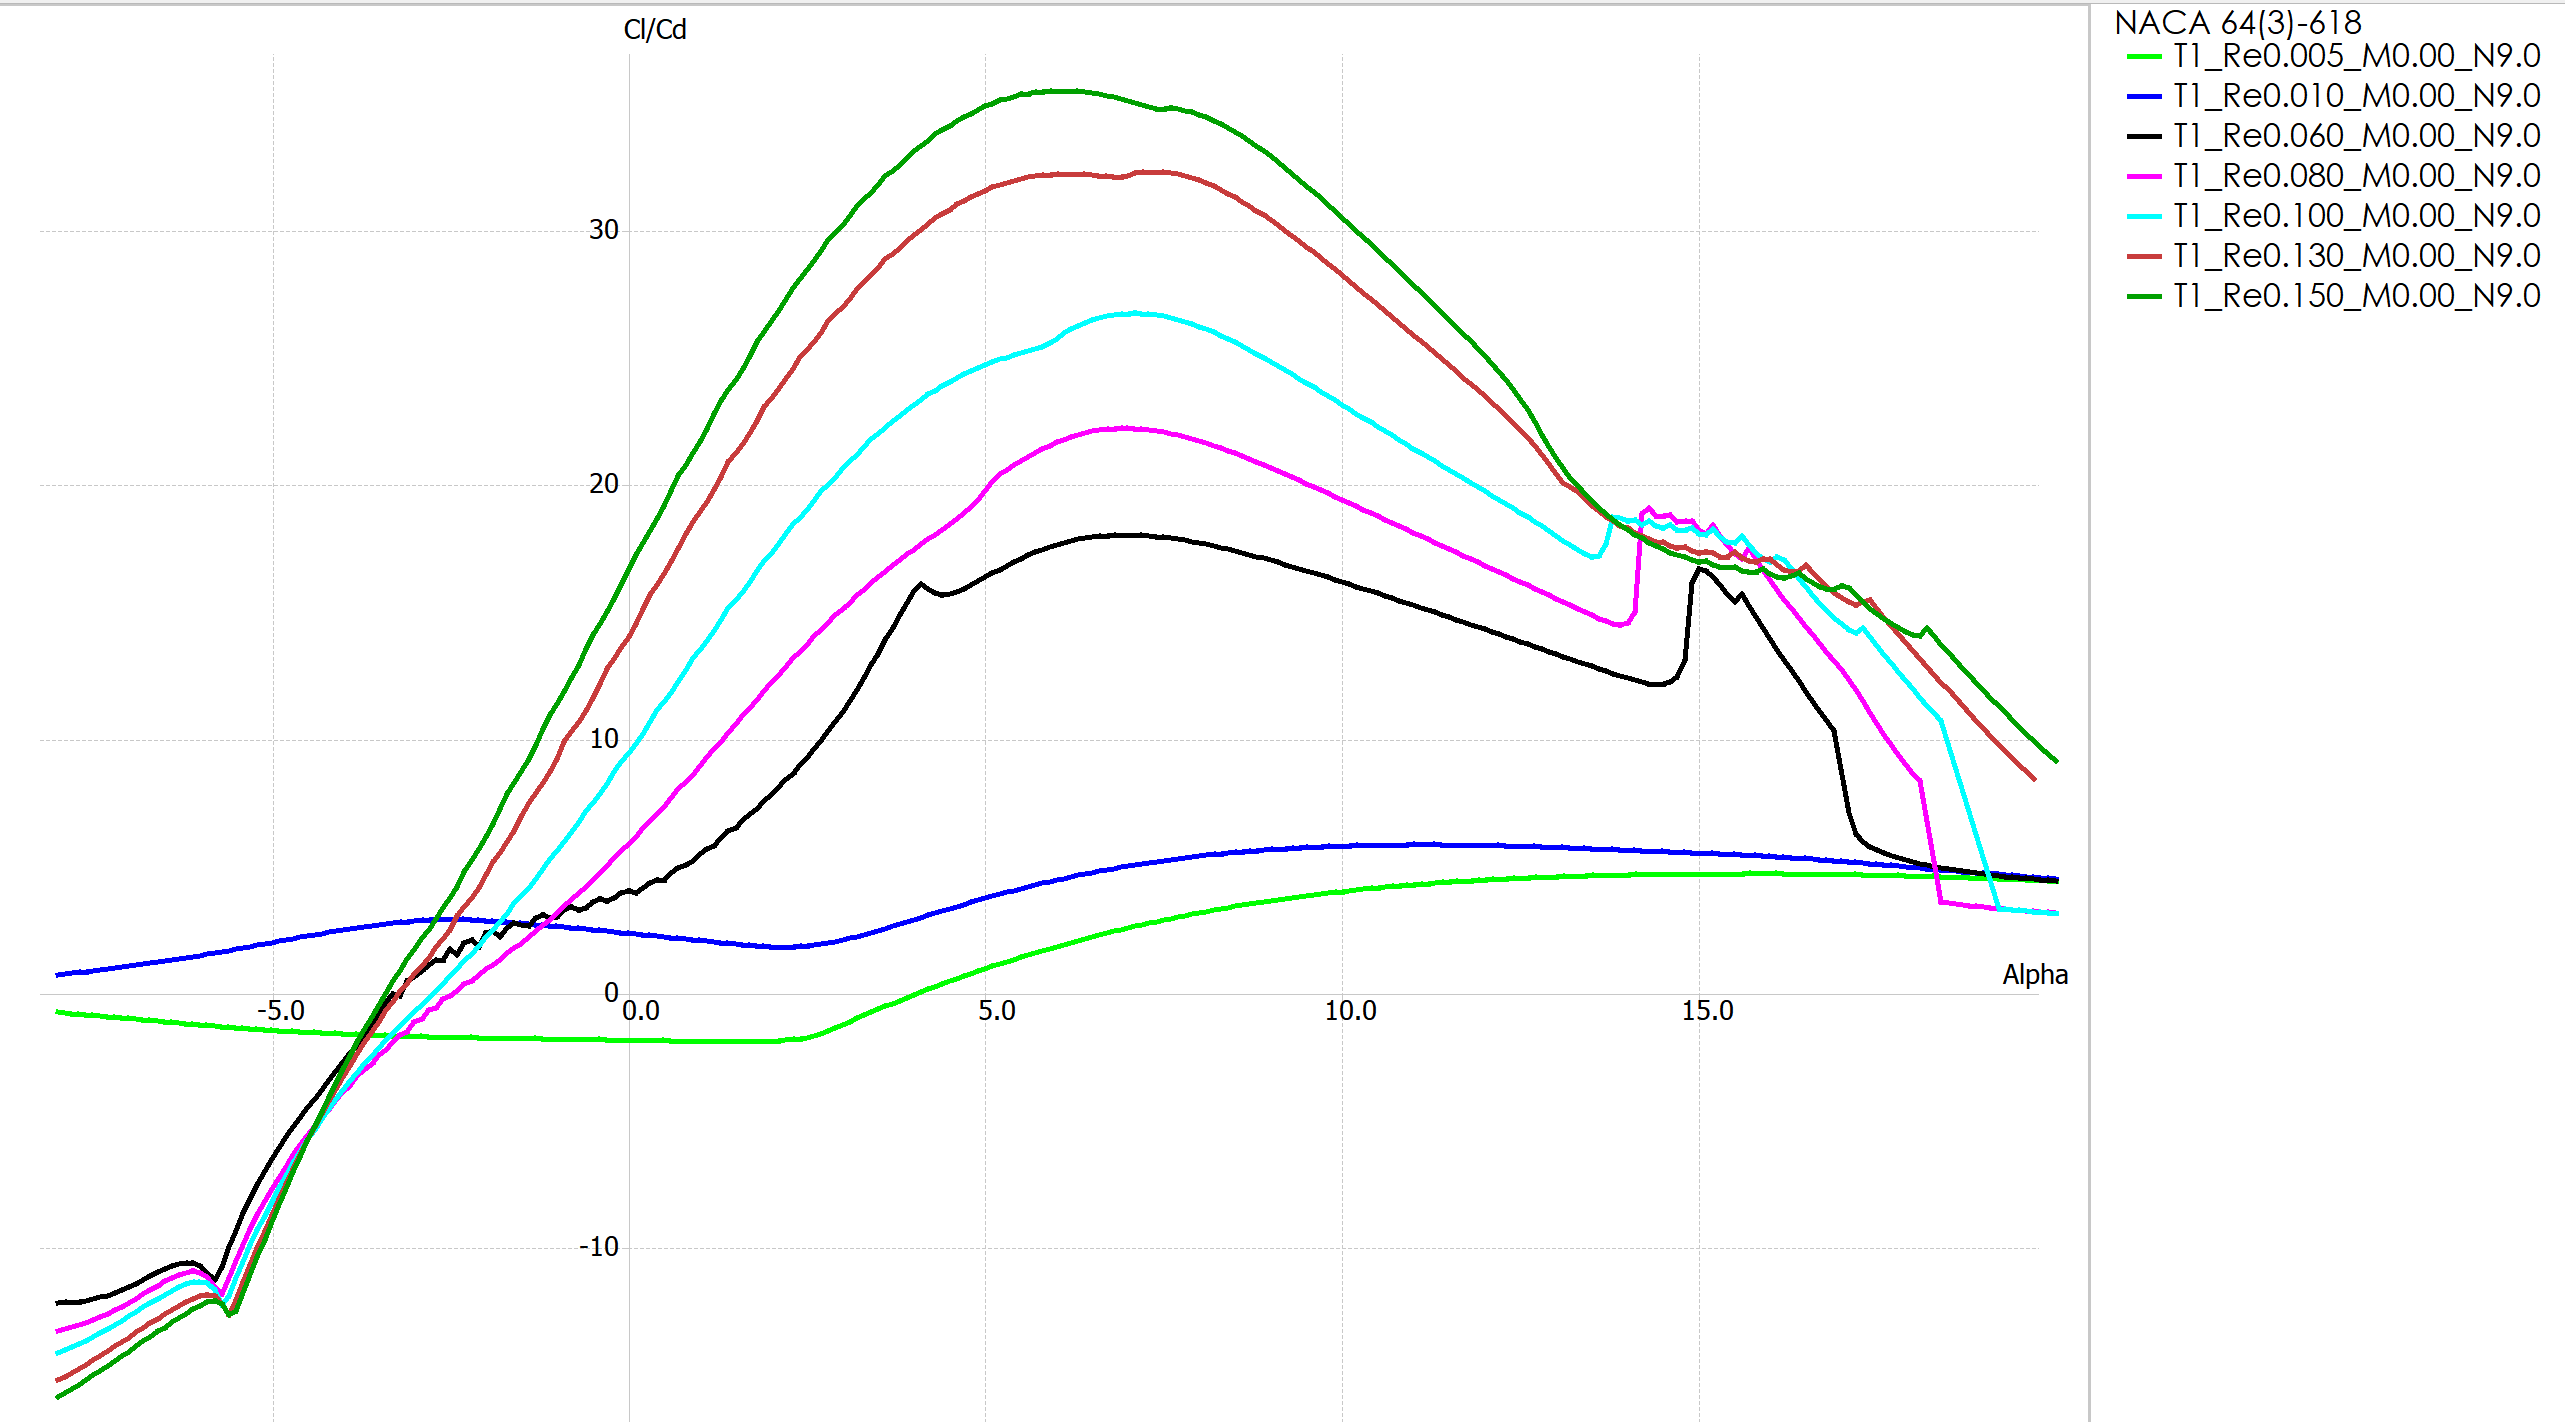 Cl/Cd
30
20
10
0
-10
-5.0
0.0
5.0
10.0
15.0
Alpha
NACA 64(3)-618
T1_Re0.005_M0.00_N9.0
T1_Re0.010_M0.00_N9.0
T1_Re0.060_M0.00_N9.0
T1_Re0.080_M0.00_N9.0
T1_Re0.100_M0.00_N9.0
T1_Re0.130_M0.00_N9.0
T1_Re0.150_M0.00_N9.0